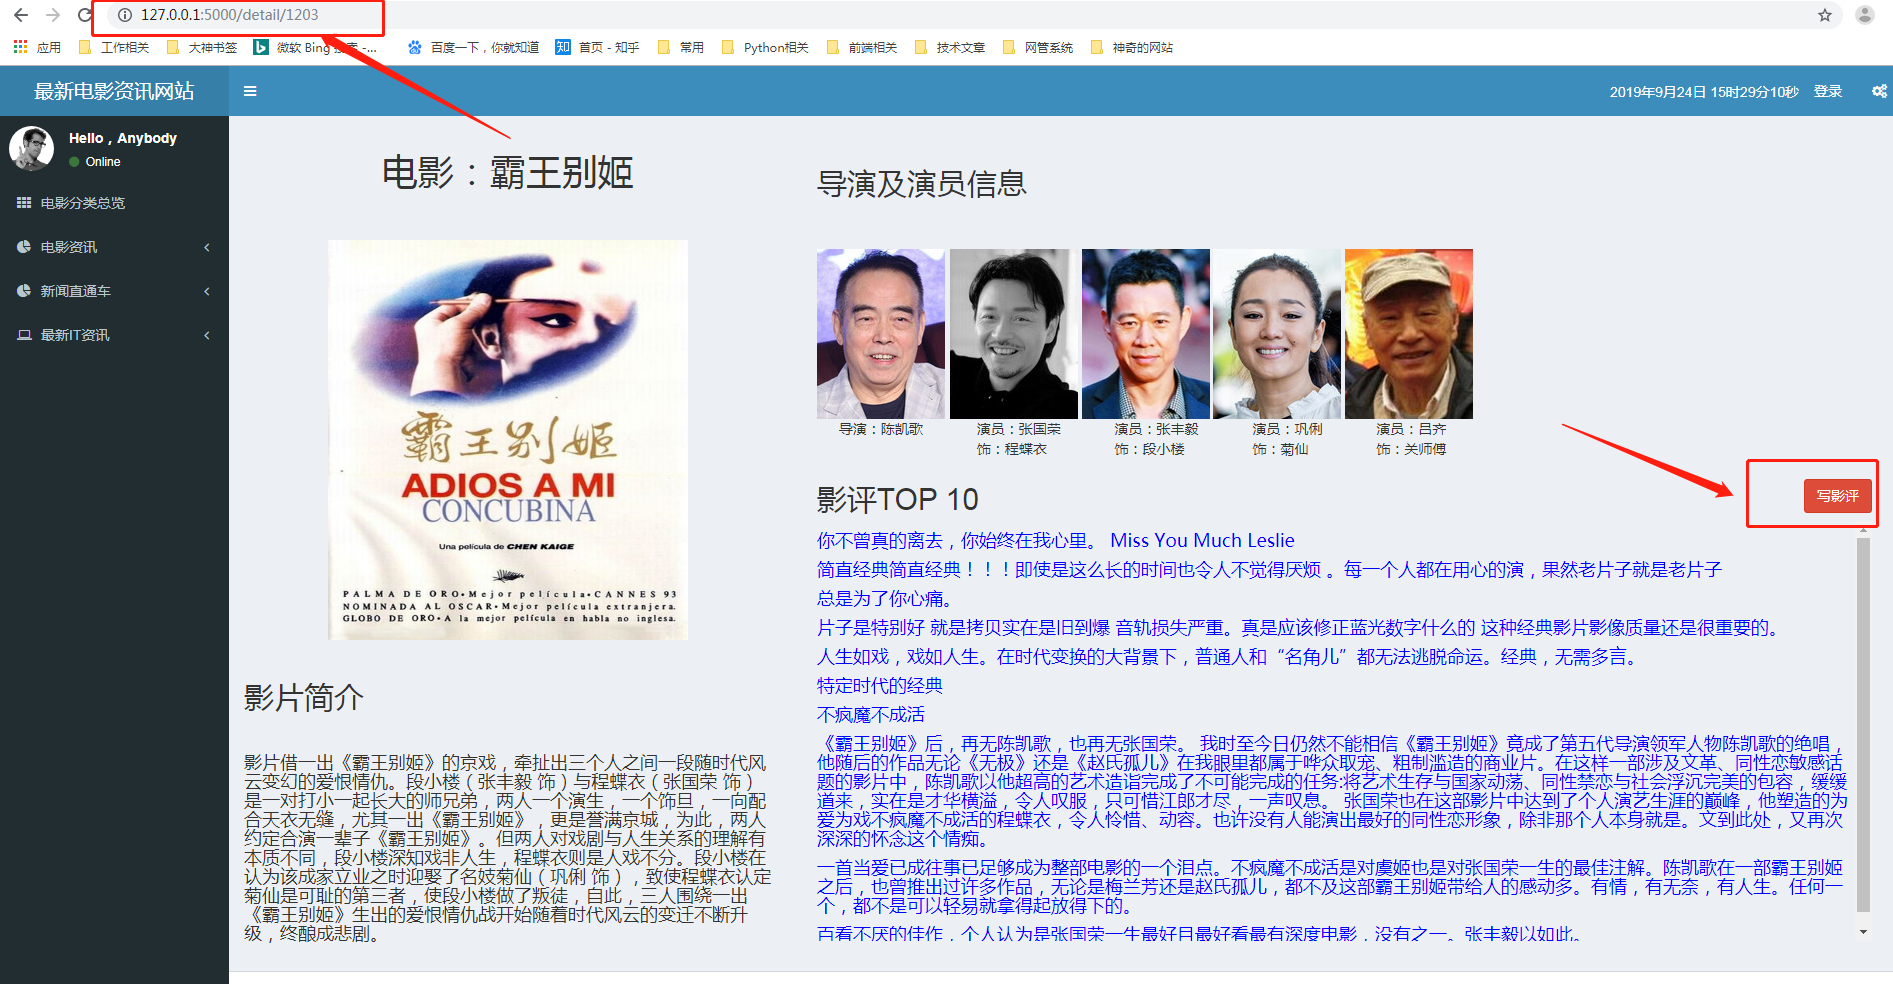 127.0.0.1:5000/detail/1203
应用 工作相关 大神书签 微软 Bing 搜索 -... 百度一下，你就知道 首页 - 知乎 常用 Python相关 前端相关 技术文章 网管系统 神奇的网站
最新电影资讯网站
2019年9月24日 15时29分10秒 登录
Hello，Anybody
Online
电影分类总览
电影资讯
新闻直通车
最新IT资讯
电影：霸王别姬
霸王别姬
ADIOS A MI
CONCUBINA
Una película de CHEN KAIGE
PALMA DE ORO•Mejor película•CANNES 93
NOMINADA AL OSCAR•Mejor película extranjera.
GLOBO DE ORO•A la mejor película en habla no inglesa.
影片简介
影片借一出《霸王别姬》的京戏，牵扯出三个人之间一段随时代风
云变幻的爱恨情仇。段小楼（张丰毅 饰）与程蝶衣（张国荣 饰）
是一对打小一起长大的师兄弟，两人一个演生，一个饰旦，一向配
合天衣无缝，尤其一出《霸王别姬》，更是誉满京城，为此，两人
约定合演一辈子《霸王别姬》。但两人对戏剧与人生关系的理解有
本质不同，段小楼深知戏非人生，程蝶衣则是人戏不分。段小楼在
认为该成家立业之时迎娶了名妓菊仙（巩俐 饰），致使程蝶衣认定
菊仙是可耻的第三者，使段小楼做了叛徒，自此，三人围绕一出
《霸王别姬》生出的爱恨情仇战开始随着时代风云的变迁不断升
级，终酿成悲剧。
导演及演员信息
导演：陈凯歌
演员：张国荣
饰：程蝶衣
演员：张丰毅
饰：段小楼
演员：巩俐
饰：菊仙
演员：吕齐
饰：关师傅
影评TOP 10
写影评
你不曾真的离去，你始终在我心里。 Miss You Much Leslie
简直经典简直经典！！！即使是这么长的时间也令人不觉得厌烦 。每一个人都在用心的演，果然老片子就是老片子
总是为了你心痛。
片子是特别好 就是拷贝实在是旧到爆 音轨损失严重。真是应该修正蓝光数字什么的 这种经典影片影像质量还是很重要的。
人生如戏，戏如人生。在时代变换的大背景下，普通人和“名角儿”都无法逃脱命运。经典，无需多言。
特定时代的经典
不疯魔不成活
《霸王别姬》后，再无陈凯歌，也再无张国荣。 我时至今日仍然不能相信《霸王别姬》竟成了第五代导演领军人物陈凯歌的绝唱，
他随后的作品无论《无极》还是《赵氏孤儿》在我眼里都属于哗众取宠、粗制滥造的商业片。在这样一部涉及文革、同性恋敏感话
题的影片中，陈凯歌以他超高的艺术造诣完成了不可能完成的任务:将艺术生存与国家动荡、同性禁恋与社会浮沉完美的包容，缓缓
道来，实在是才华横溢，令人叹服，只可惜江郎才尽，一声叹息。 张国荣也在这部影片中达到了个人演艺生涯的巅峰，他塑造的为
爱为戏不疯魔不成活的程蝶衣，令人怜惜、动容。也许没有人能演出最好的同性恋形象，除非那个人本身就是。文到此处，又再次
深深的怀念这个情痴。
一首当爱已成往事已足够成为整部电影的一个泪点。不疯魔不成活是对虞姬也是对张国荣一生的最佳注解。陈凯歌在一部霸王别姬
之后，也曾推出过许多作品，无论是梅兰芳还是赵氏孤儿，都不及这部霸王别姬带给人的感动多。有情，有无奈，有人生。任何一
个，都不是可以轻易就拿得起放得下的。
百看不厌的佳作，个人认为是张国荣一生最好目最好看最有深度电影，没有之一。张丰毅以如此。